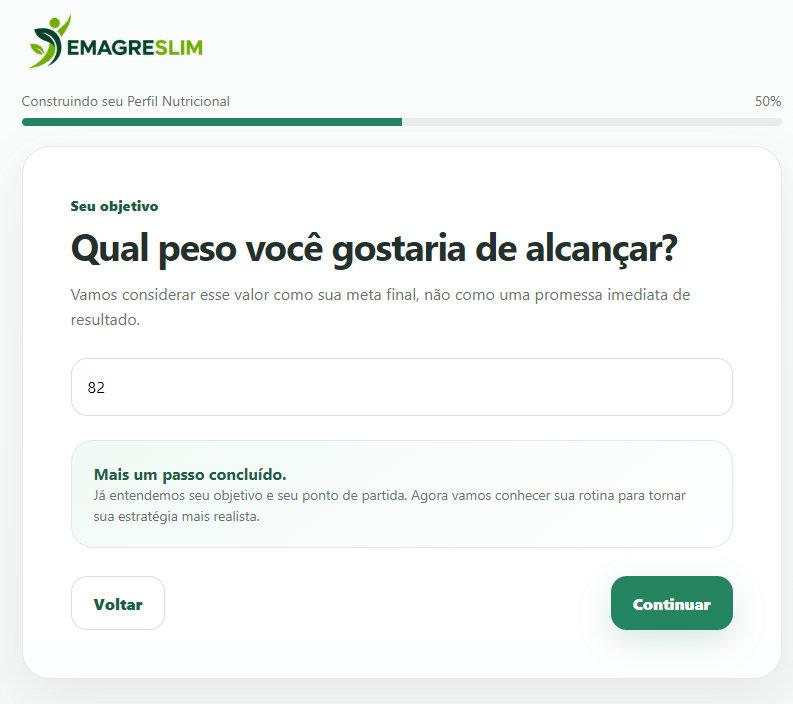 EMAGRESLIM
Construindo seu Perfil Nutricional 50%
Seu objetivo
Qual peso você gostaria de alcançar?
Vamos considerar esse valor como sua meta final, não como uma promessa imediata de
resultado.
82
Mais um passo concluído.
Já entendemos seu objetivo e seu ponto de partida. Agora vamos conhecer sua rotina para tornar
sua estratégia mais realista.
Voltar Continuar